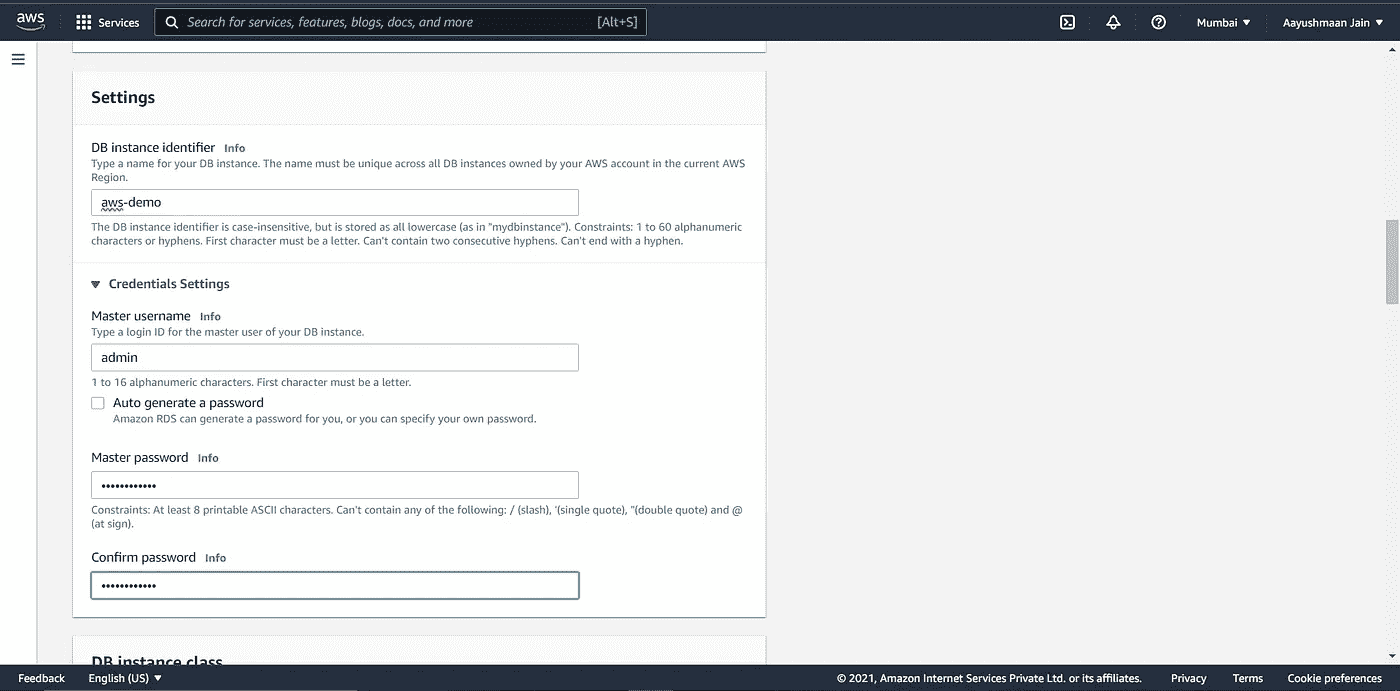 aws Services Search for services, features, blogs, docs, and more [Alt+S] Mumbai Aayushmaan Jain
Settings
DB instance identifier Info
Type a name for your DB instance. The name must be unique across all DB instances owned by your AWS account in the current AWS
Region.
aws-demo
The DB instance identifier is case-insensitive, but is stored as all lowercase (as in "mydbinstance"). Constraints: 1 to 60 alphanumeric
characters or hyphens. First character must be a letter. Can't contain two consecutive hyphens. Can't end with a hyphen.
Credentials Settings
Master username Info
Type a login ID for the master user of your DB instance.
admin
1 to 16 alphanumeric characters. First character must be a letter.
Auto generate a password
Amazon RDS can generate a password for you, or you can specify your own password.
Master password Info
••••••••••••
Constraints: At least 8 printable ASCII characters. Can't contain any of the following: / (slash), '(single quote), "(double quote) and @
(at sign).
Confirm password Info
••••••••••••
DB instance class
Feedback English (US) © 2021, Amazon Internet Services Private Ltd. or its affiliates. Privacy Terms Cookie preferences